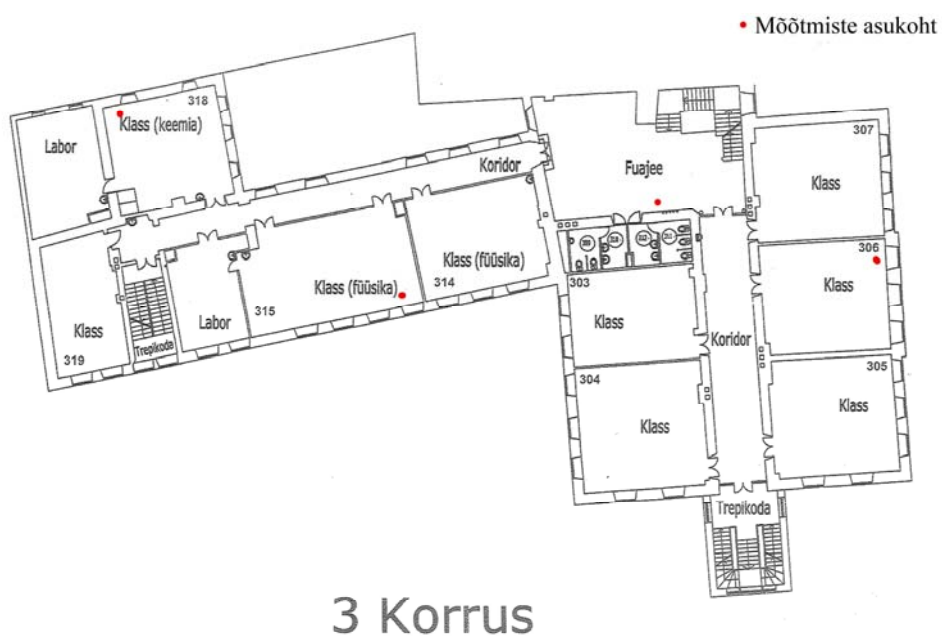 • Mõõtmiste asukoht
318
Klass (keemia)
Labor
307
Koridor
Fuajee
Klass
306
Klass (füüsika)
314
303
Klass
Klass (füüsika)
315
Klass
Labor
Koridor
Klass
319
Trepikoda
304
305
Klass
Klass
Trepikoda
3 Korrus